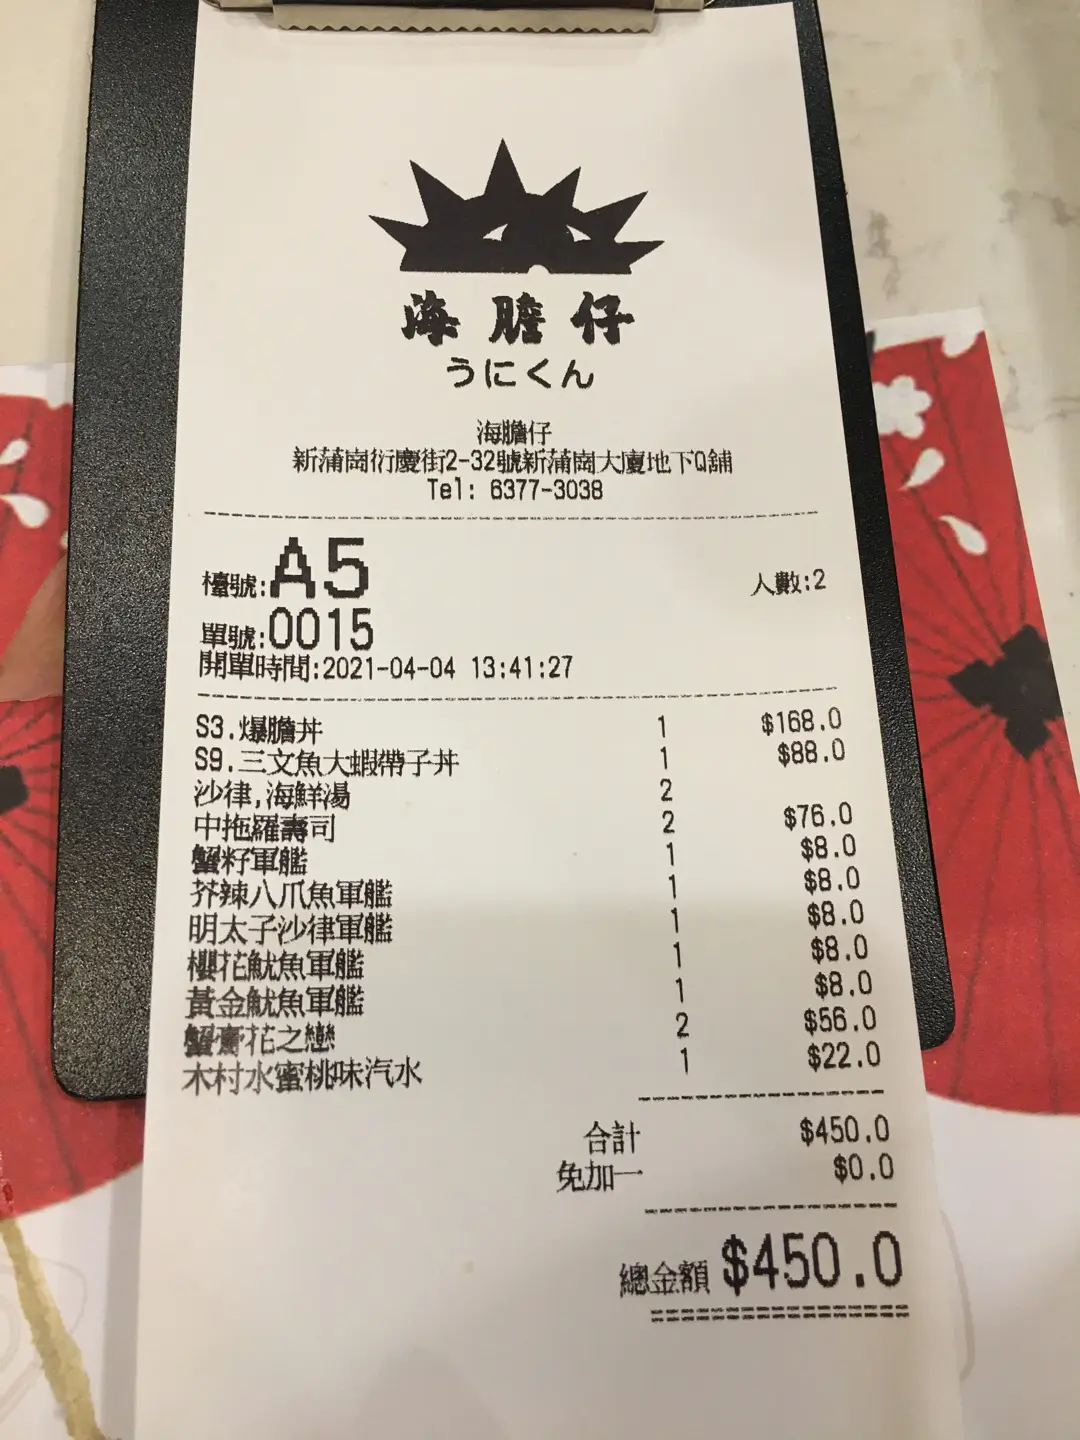 海膽仔
うにくん
海膽仔
新蒲崗衍慶街2-32號新蒲崗大廈地下Q舖
Tel: 6377-3038
檯號:A5 人數:2
單號:0015
開單時間:2021-04-04 13:41:27
S3.爆膽丼 1 $168.0
S9.三文魚大蝦帶子丼 1 $88.0
沙律,海鮮湯 2
中拖羅壽司 2 $76.0
蟹籽軍艦 1 $8.0
芥辣八爪魚軍艦 1 $8.0
明太子沙律軍艦 1 $8.0
櫻花魷魚軍艦 1 $8.0
黃金魷魚軍艦 1 $8.0
蟹膏花之戀 2 $56.0
木村水蜜桃味汽水 1 $22.0
合計 $450.0
免加一 $0.0
總金額 $450.0